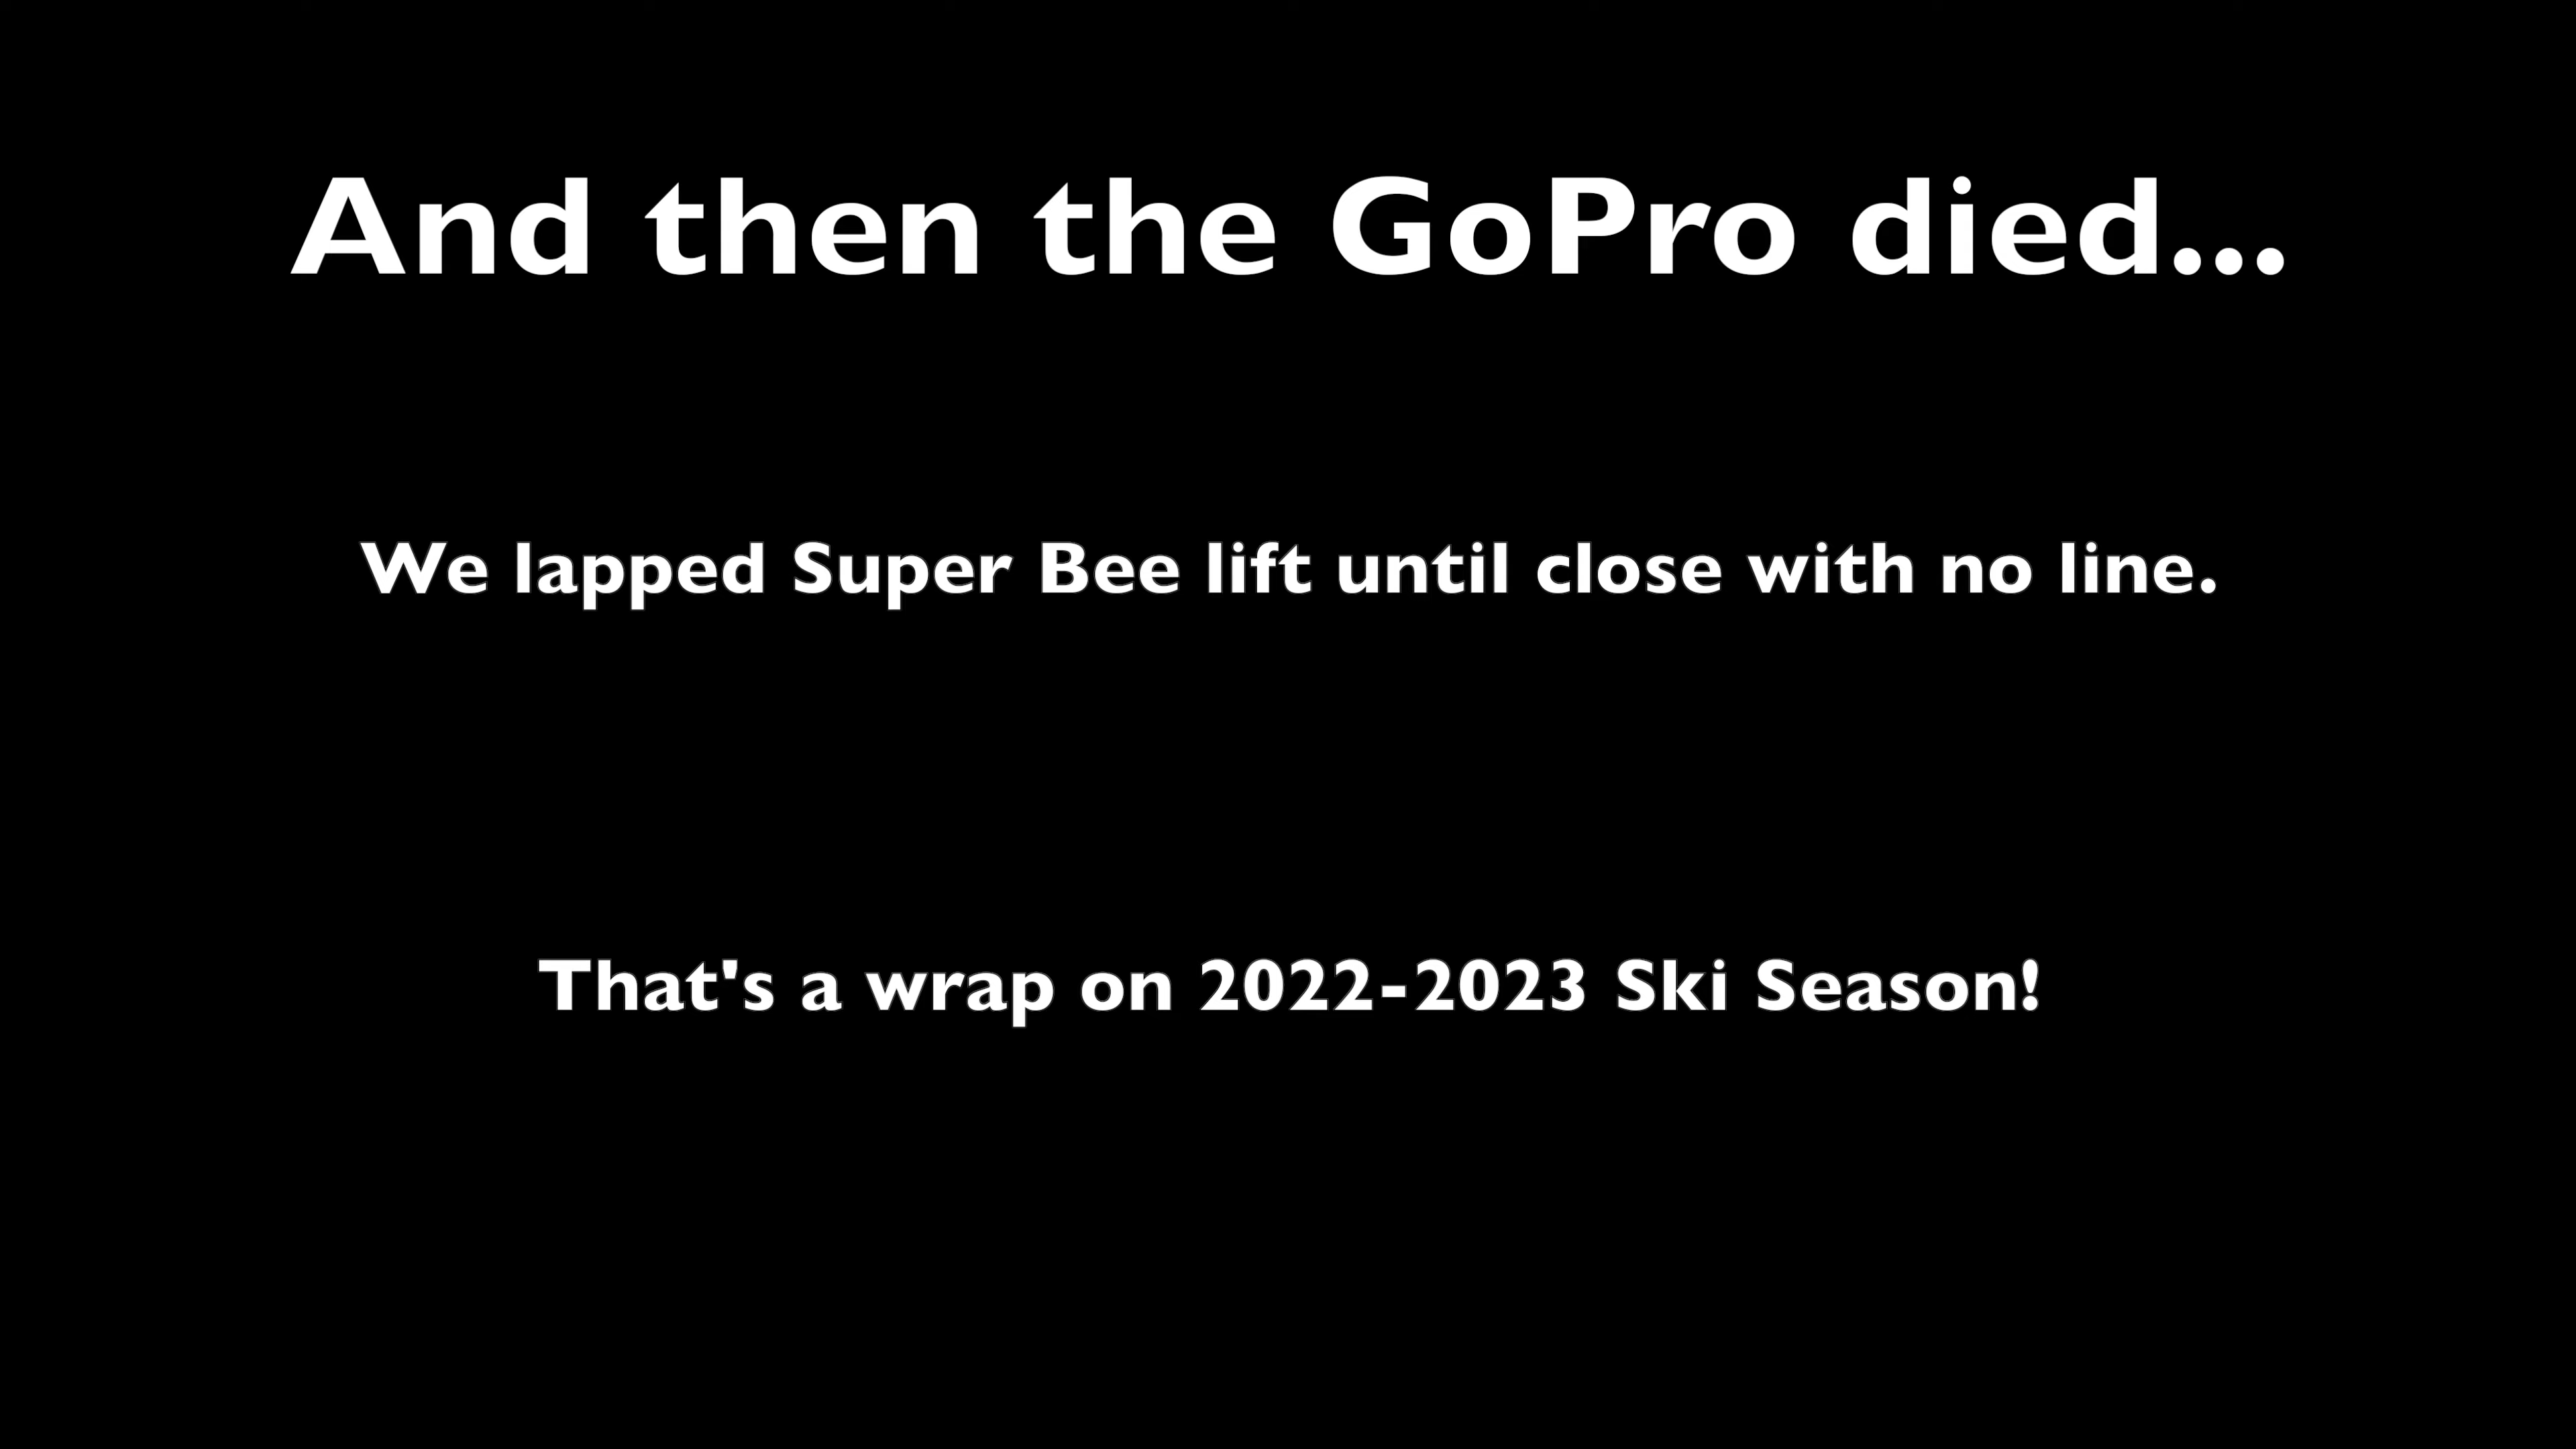 And then the GoPro died...
We lapped Super Bee lift until close with no line.
That's a wrap on 2022-2023 Ski Season!